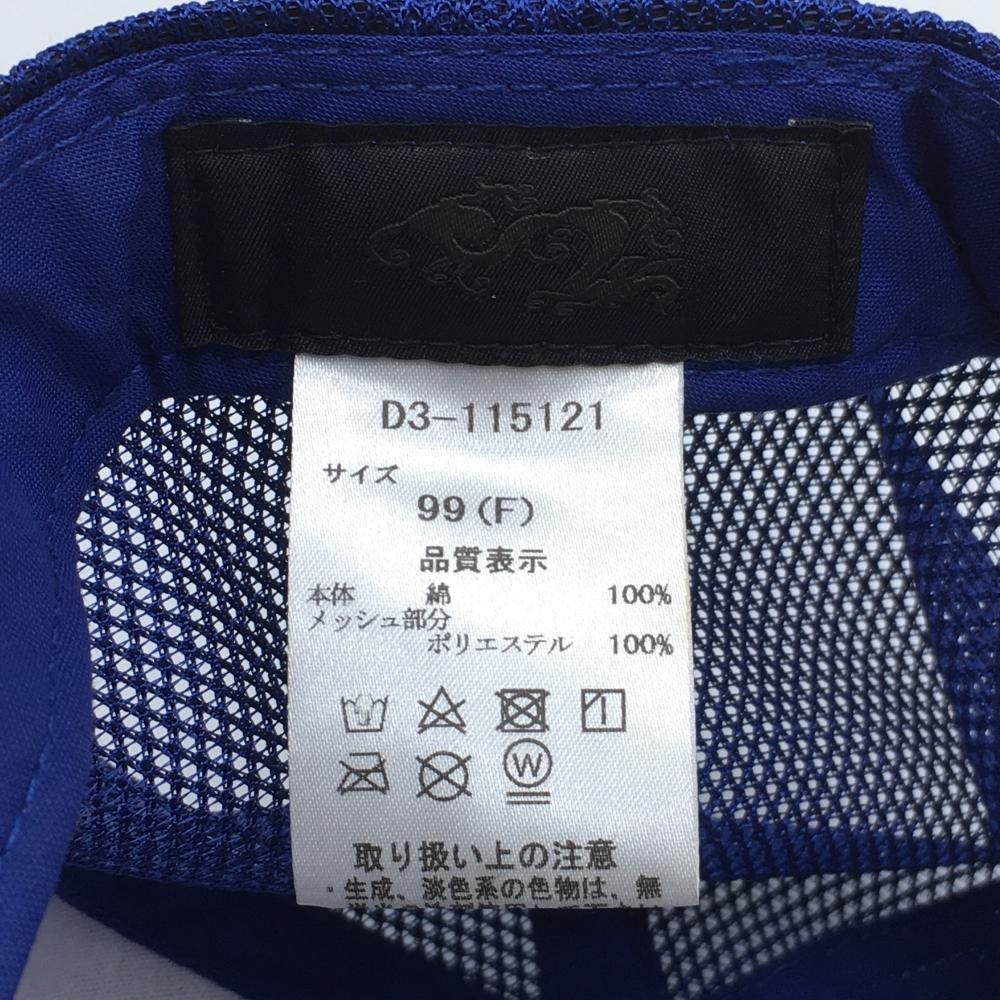 D3-115121
サイズ
99(F)
品質表示
本体 綿 100%
メッシュ部分
ポリエステル 100%
W
取り扱い上の注意
・生成、淡色系の色物は、無